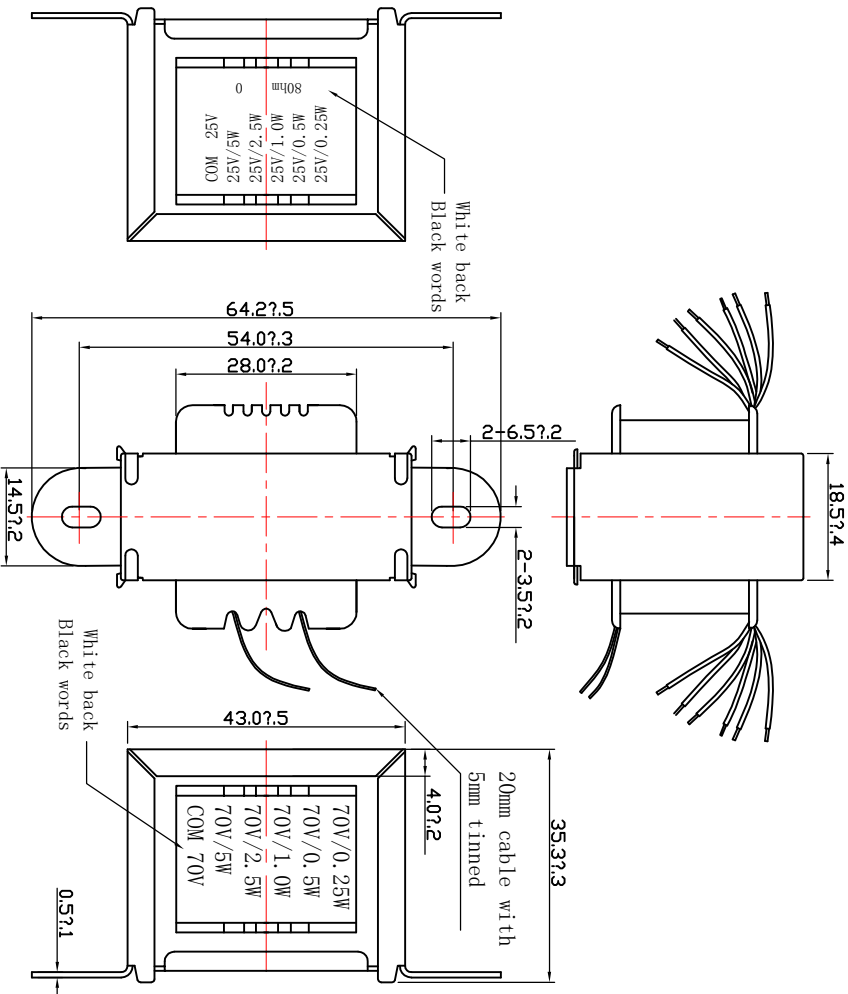 8Ohm
0
25V/0.25W
25V/0.5W
25V/1.0W
25V/2.5W
25V/5W
COM 25V
White back
Black words
64.2?.5
54.0?.3
28.0?.2
2-6.5?.2
18.5?.4
14.5?.2
2-3.5?.2
White back
Black words
43.0?.5
20mm cable with
5mm tinned
4.0?.2
35.3?.3
70V/0.25W
70V/0.5W
70V/1.0W
70V/2.5W
70V/5W
COM 70V
0.5?.1